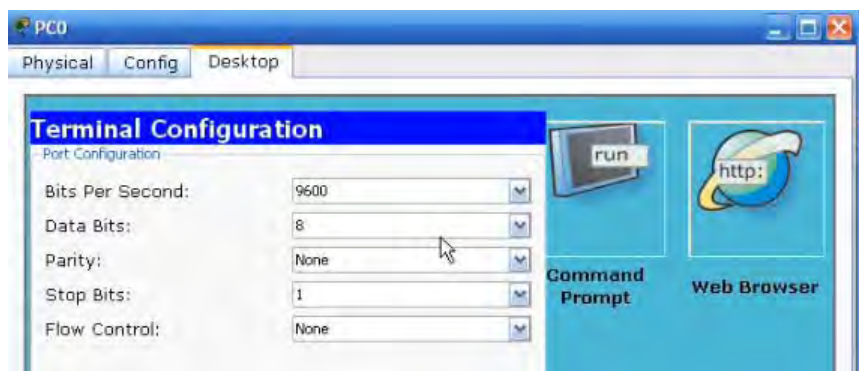 PC0
Physical Config Desktop
Terminal Configuration
Port Configuration
Bits Per Second: 9600
Data Bits: 8
Parity: None
Stop Bits: 1
Flow Control: None
run
Command
Prompt
http:
Web Browser